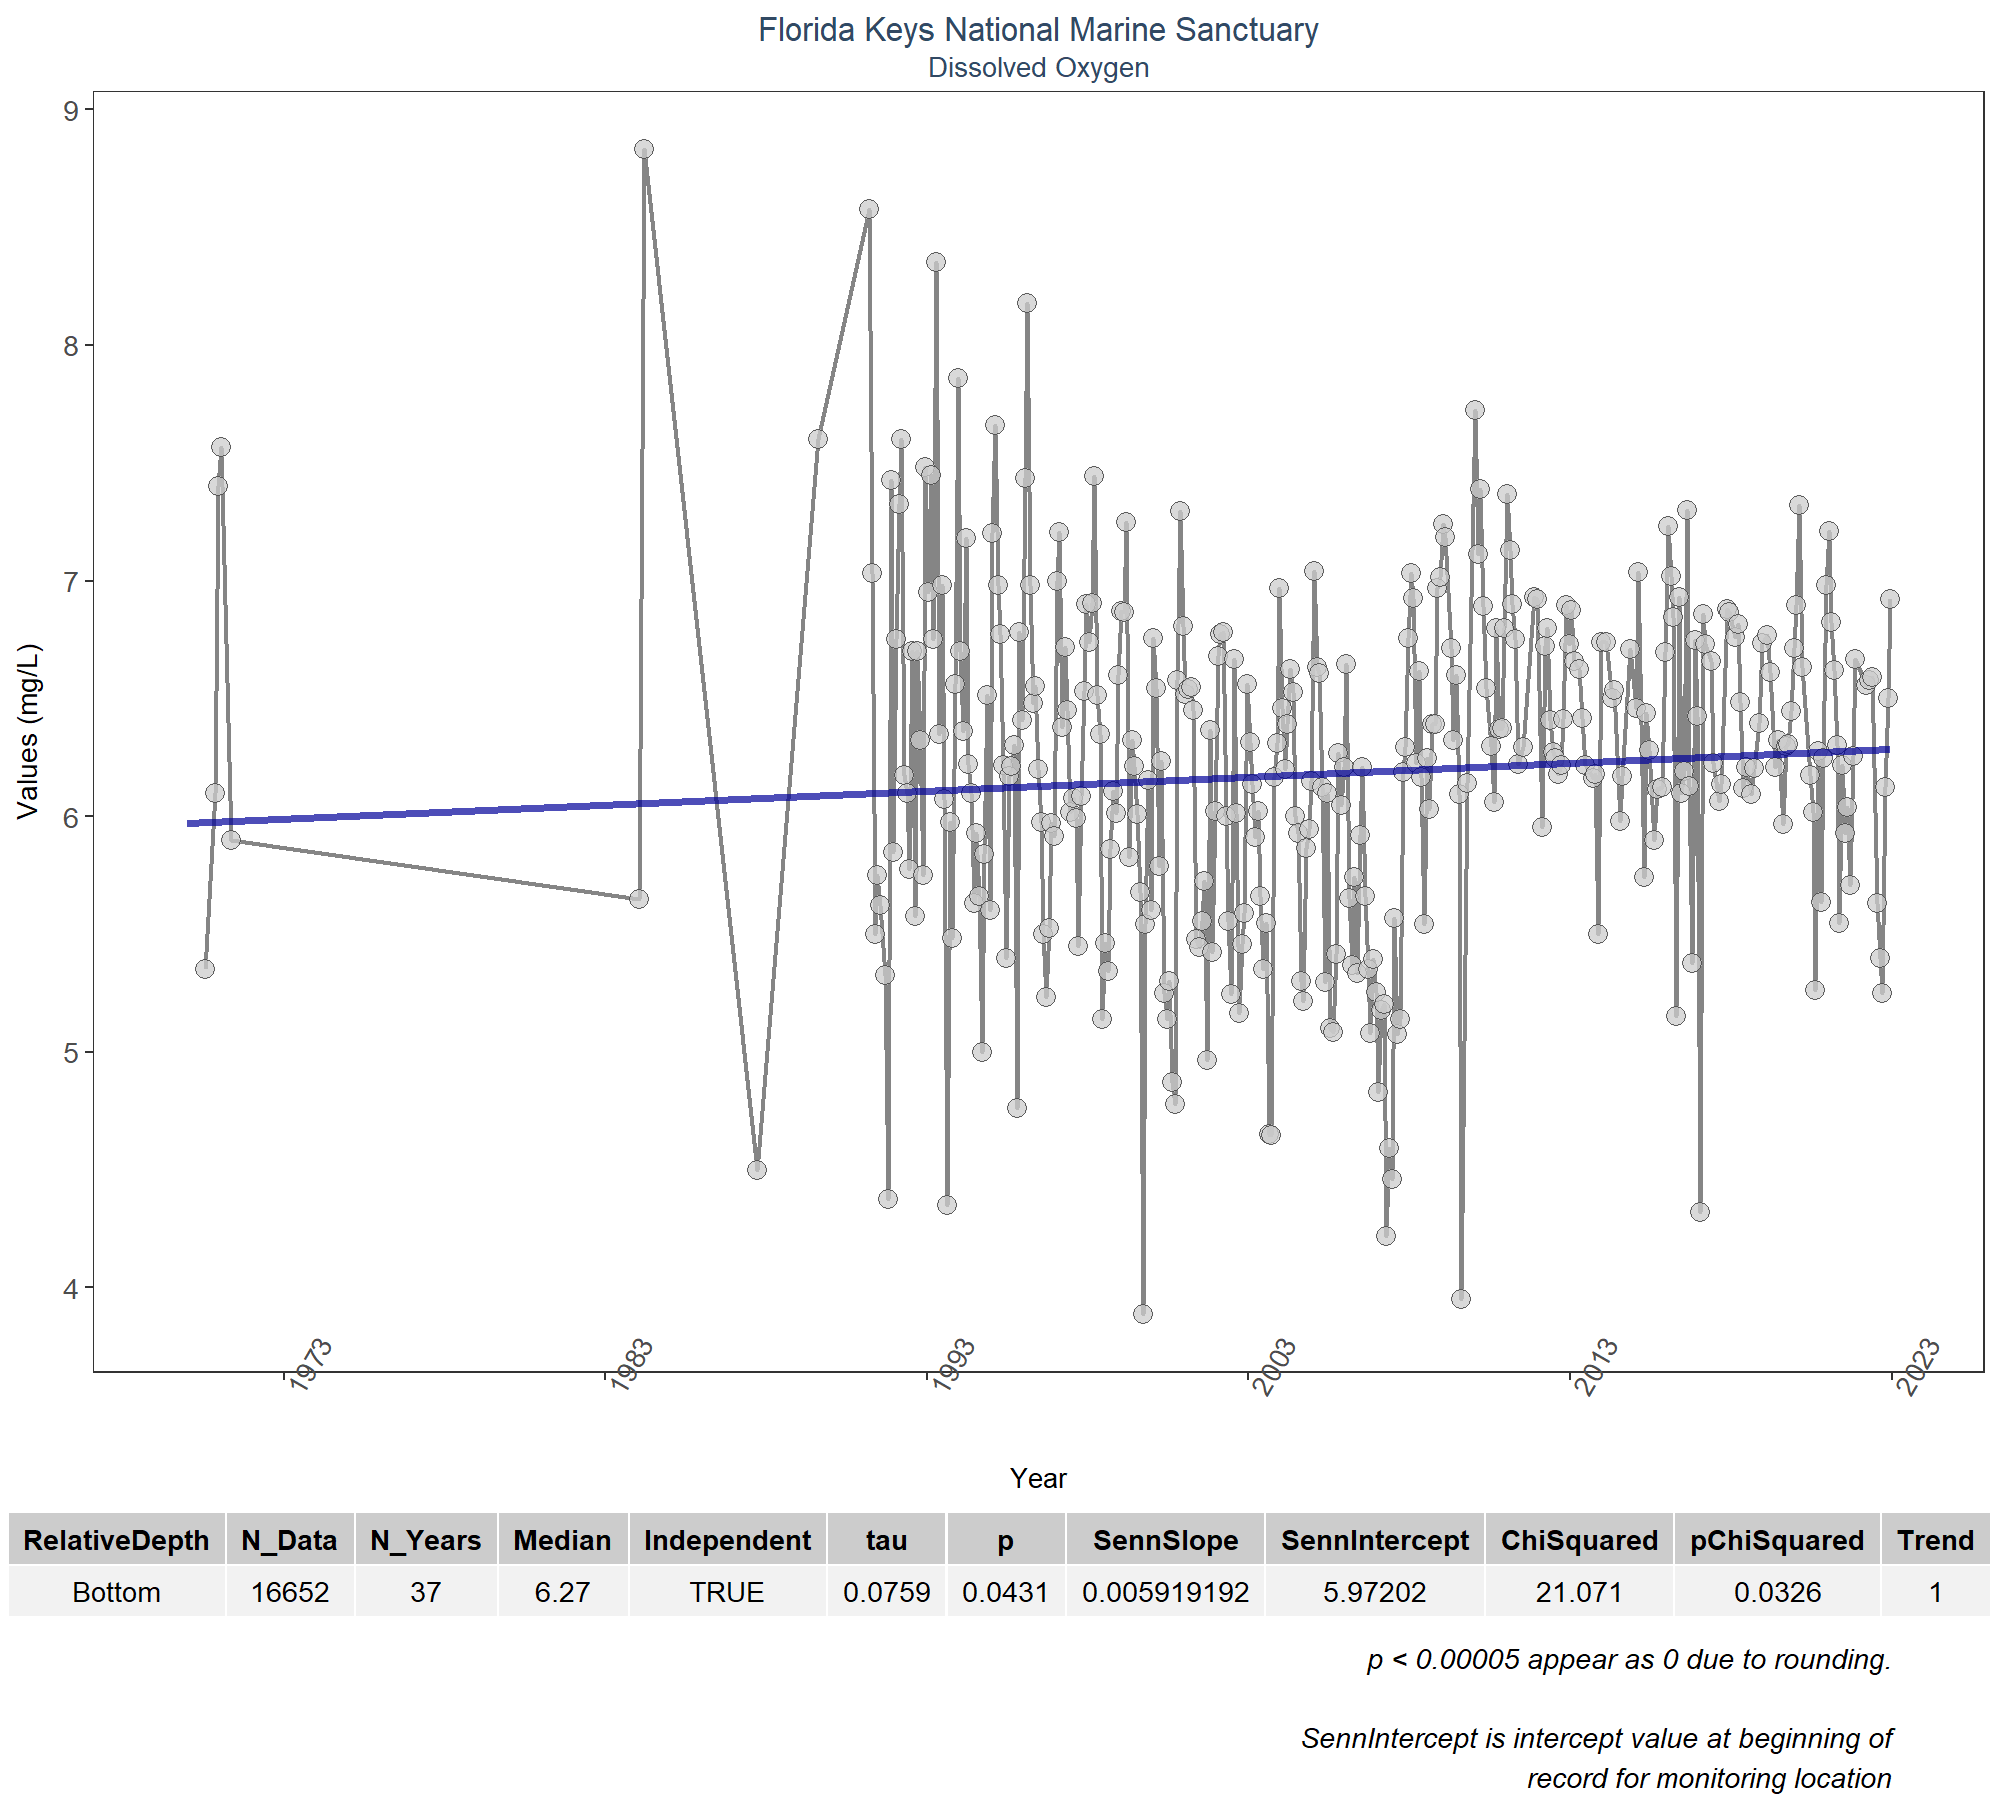 Florida Keys National Marine Sanctuary
Dissolved Oxygen
9
8
7
6
5
4
Values (mg/L)
1973
1983
1993
2003
2013
2023
Year
RelativeDepth N_Data N_Years Median Independent tau p SennSlope SennIntercept ChiSquared pChiSquared Trend
Bottom 16652 37 6.27 TRUE 0.0759 0.0431 0.005919192 5.97202 21.071 0.0326 1
p < 0.00005 appear as 0 due to rounding.
SennIntercept is intercept value at beginning of
record for monitoring location